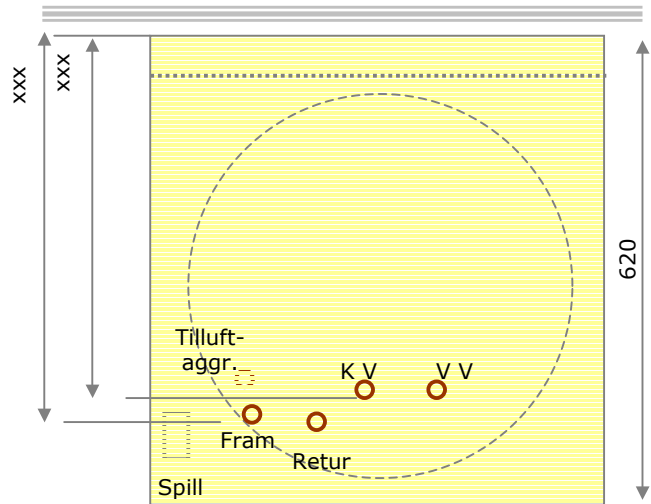 xxx
xxx
620
Tilluft-
aggr.
K V
V V
Fram
Retur
Spill